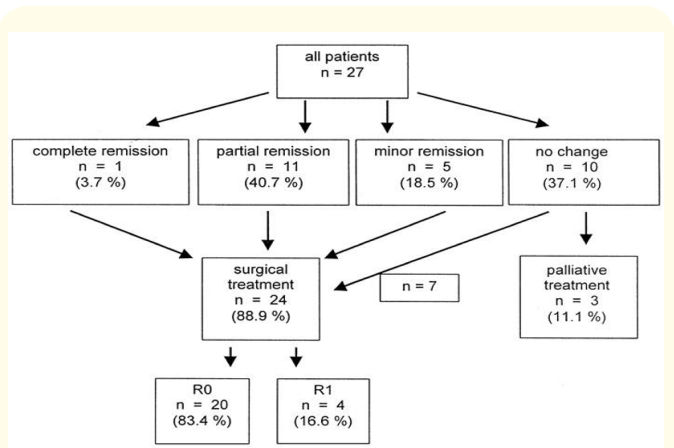 all patients
n = 27
complete remission
n = 1
(3.7 %)
partial remission
n = 11
(40.7 %)
minor remission
n = 5
(18.5 %)
no change
n = 10
(37.1 %)
surgical
treatment
n = 24
(88.9 %)
n = 7
palliative
treatment
n = 3
(11.1 %)
R0
n = 20
(83.4 %)
R1
n = 4
(16.6 %)